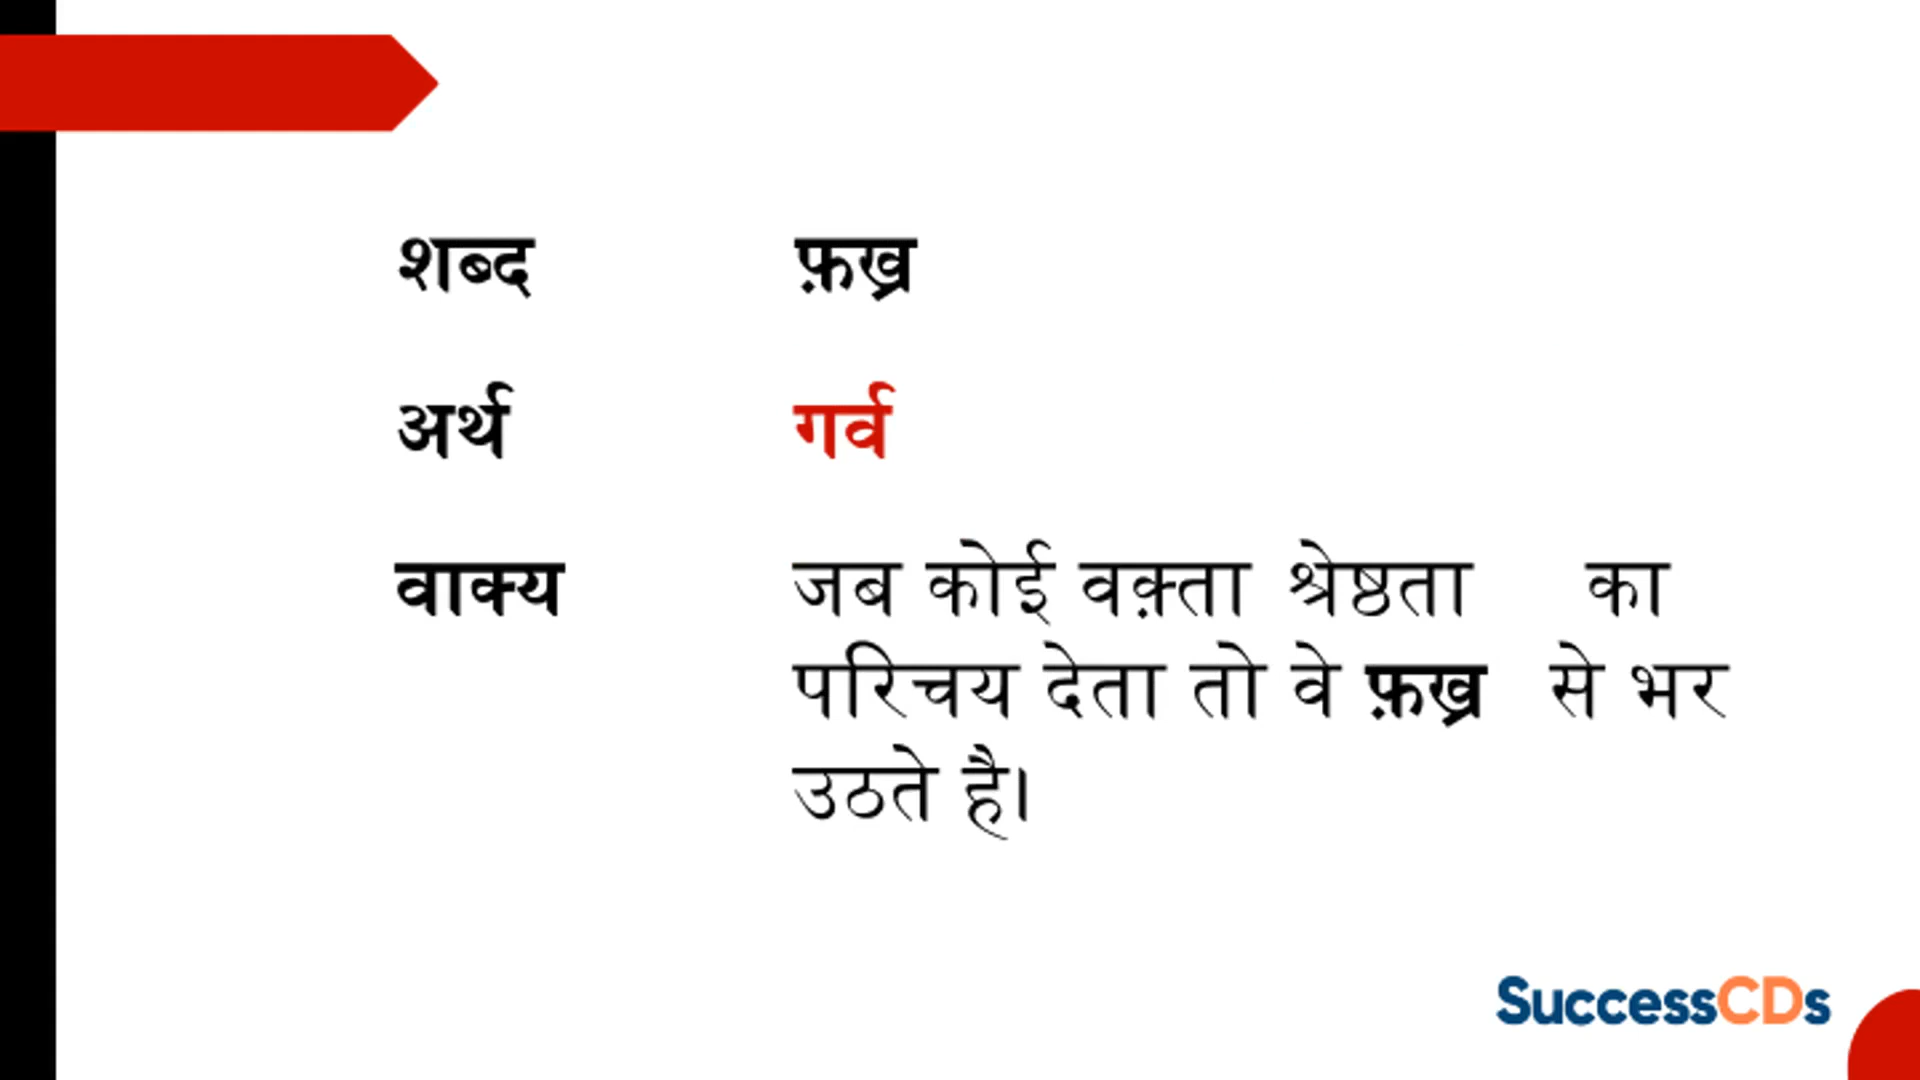 शब्द फ़ख्र
अर्थ गर्व
वाक्य जब कोई वक़्ता श्रेष्ठता का
परिचय देता तो वे फ़ख्र से भर
उठते है।
SuccessCDs